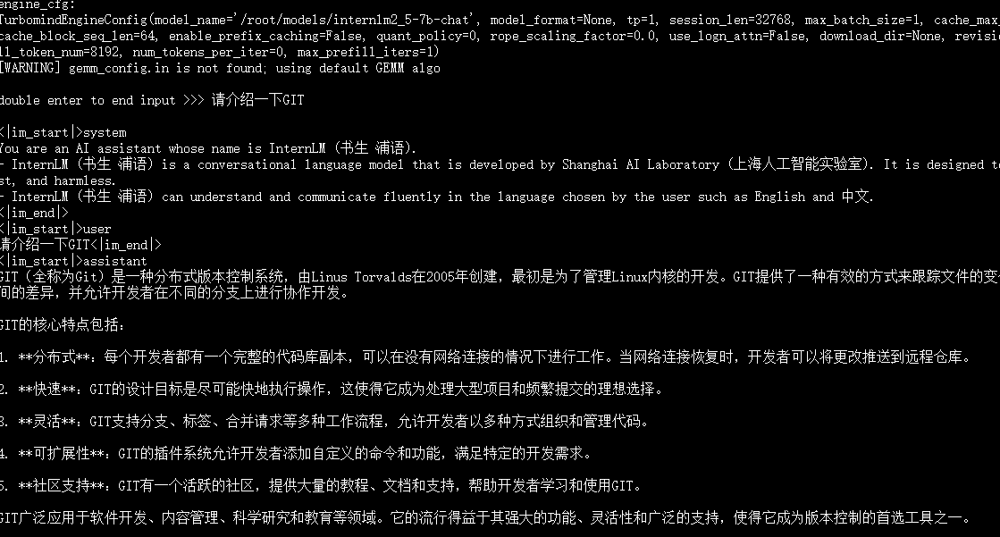 engine_cfg:
TurbomindEngineConfig(model_name='/root/models/internlm2_5-7b-chat', model_format=None, tp=1, session_len=32768, max_batch_size=1, cache_max
cache_block_seq_len=64, enable_prefix_caching=False, quant_policy=0, rope_scaling_factor=0.0, use_logn_attn=False, download_dir=None, revisi
ll_token_num=8192, num_tokens_per_iter=0, max_prefill_iters=1)
[WARNING] gemm_config.in is not found; using default GEMM algo
double enter to end input >>> 请介绍一下GIT
<|im_start|>system
You are an AI assistant whose name is InternLM (书生·浦语).
- InternLM (书生·浦语) is a conversational language model that is developed by Shanghai AI Laboratory (上海人工智能实验室). It is designed to
st, and harmless.
- InternLM (书生·浦语) can understand and communicate fluently in the language chosen by the user such as English and 中文.
<|im_end|>
<|im_start|>user
请介绍一下GIT<|im_end|>
<|im_start|>assistant
GIT（全称为Git）是一种分布式版本控制系统，由Linus Torvalds在2005年创建，最初是为了管理Linux内核的开发。GIT提供了一种有效的方式来跟踪文件的变
间的差异，并允许开发者在不同的分支上进行协作开发。
GIT的核心特点包括：
1. **分布式**：每个开发者都有一个完整的代码库副本，可以在没有网络连接的情况下进行工作。当网络连接恢复时，开发者可以将更改推送到远程仓库。
2. **快速**：GIT的设计目标是尽可能快地执行操作，这使得它成为处理大型项目和频繁提交的理想选择。
3. **灵活**：GIT支持分支、标签、合并请求等多种工作流程，允许开发者以多种方式组织和管理代码。
4. **可扩展性**：GIT的插件系统允许开发者添加自定义的命令和功能，满足特定的开发需求。
5. **社区支持**：GIT有一个活跃的社区，提供大量的教程、文档和支持，帮助开发者学习和使用GIT。
GIT广泛应用于软件开发、内容管理、科学研究和教育等领域。它的流行得益于其强大的功能、灵活性和广泛的支持，使得它成为版本控制的首选工具之一。